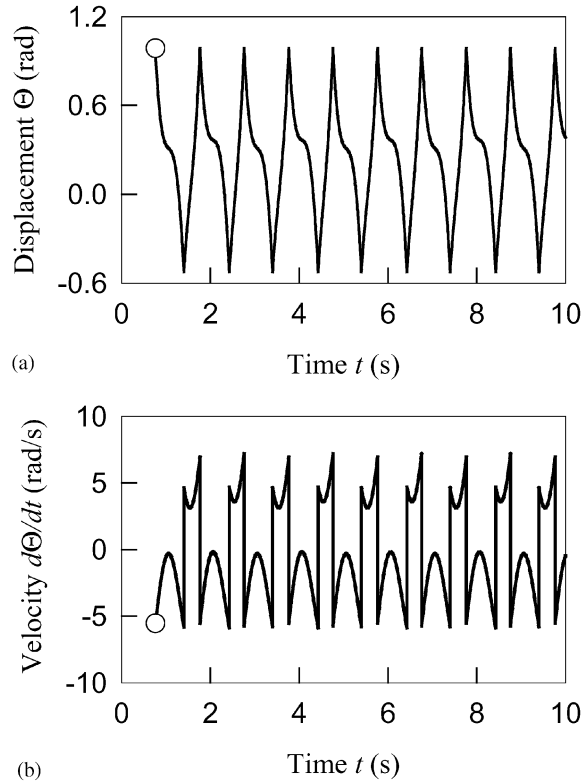 1.2
0.6
0.0
-0.6
Displacement Θ (rad)
0 2 4 6 8 10
Time t (s)
(a)
10
5
0
-5
-10
Velocity dΘ/dt (rad/s)
0 2 4 6 8 10
Time t (s)
(b)